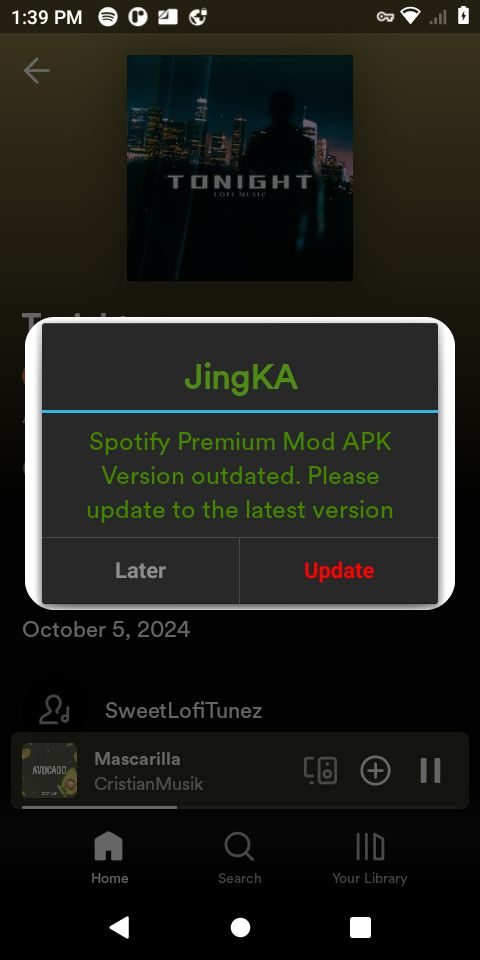 1:39 PM
TONIGHT
LOFI MUSIC
JingKA
Spotify Premium Mod APK
Version outdated. Please
update to the latest version
Later
Update
October 5, 2024
SweetLofiTunez
AVOCADO
Mascarilla
CristianMusik
Home
Search
Your Library